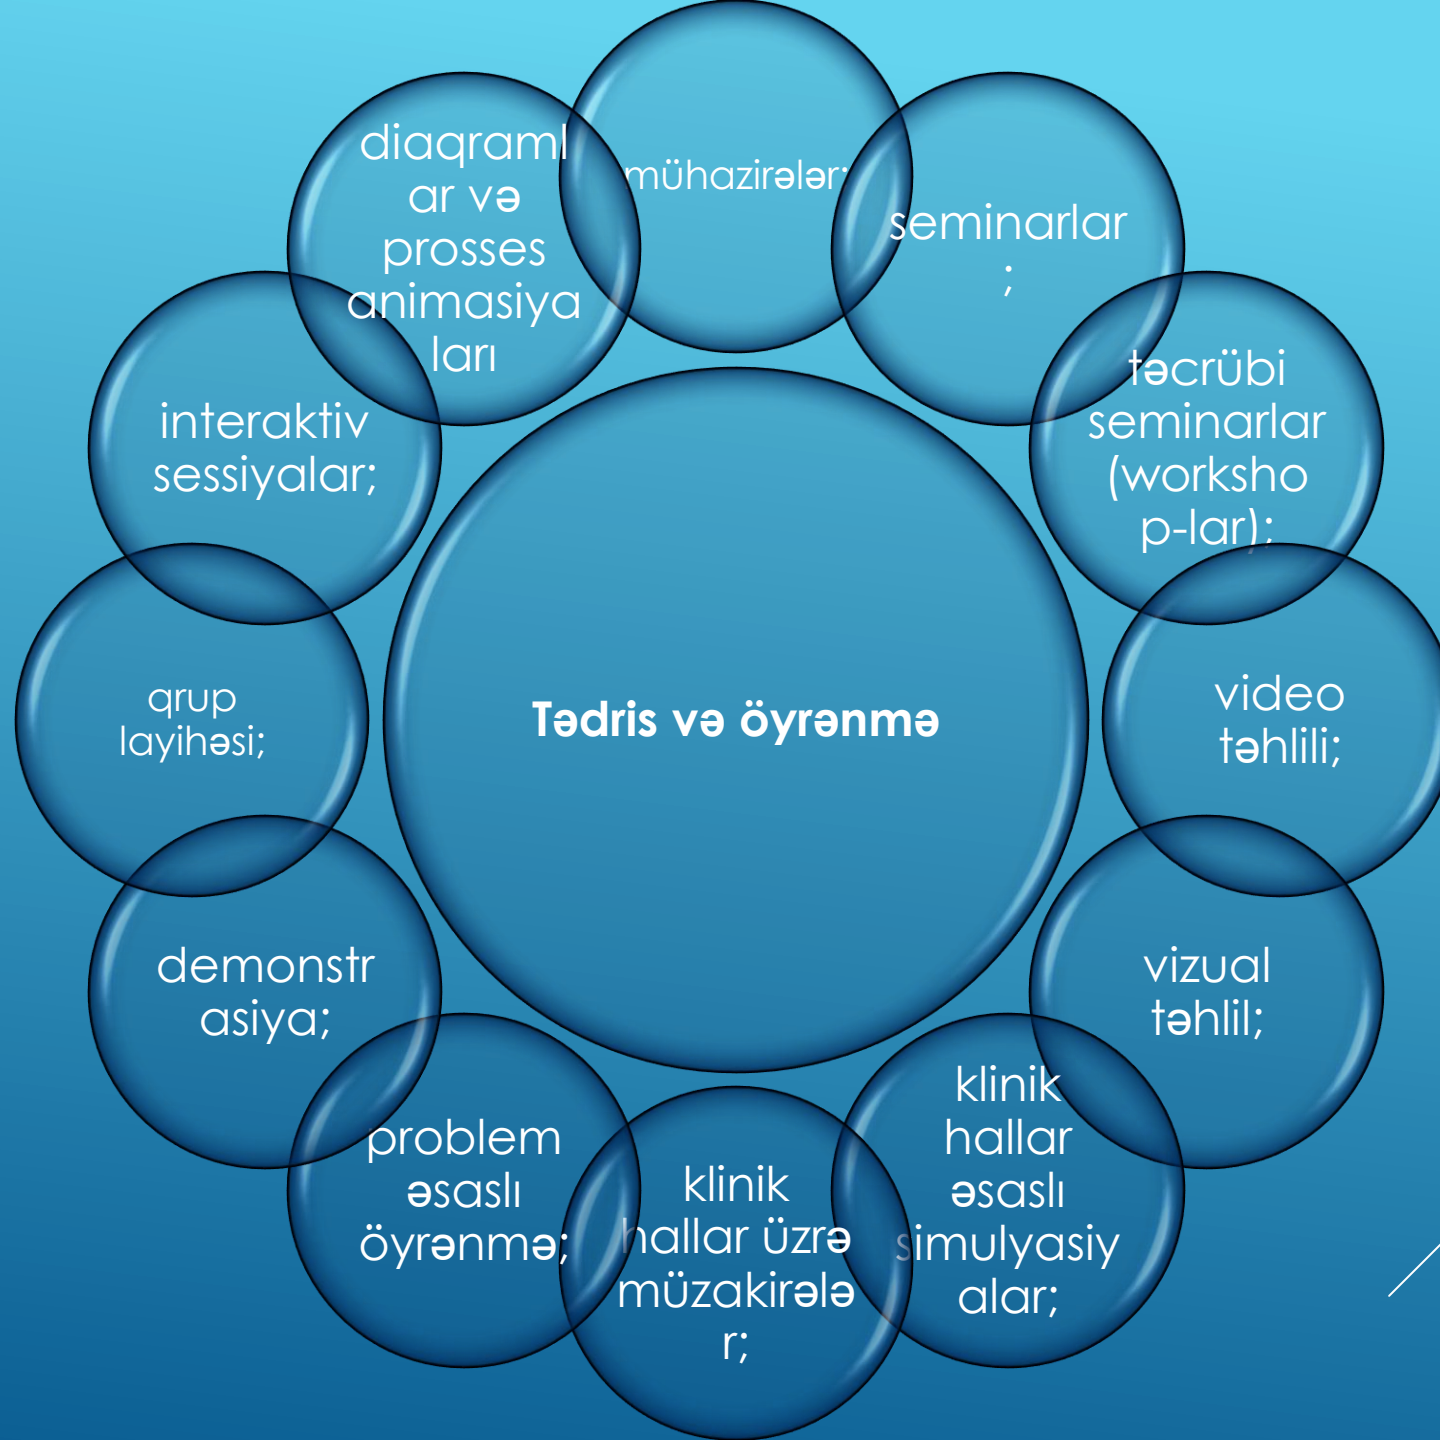 Tədris və öyrənmə
mühazirələr;
seminarlar
;
təcrübi
seminarlar
(worksho
p-lar);
video
təhlili;
vizual
təhlil;
klinik
hallar
əsaslı
simulyasiy
alar;
klinik
hallar üzrə
müzakirələ
r;
problem
əsaslı
öyrənmə;
demonstr
asiya;
qrup
layihəsi;
interaktiv
sessiyalar;
diaqraml
ar və
prosses
animasiya
ları